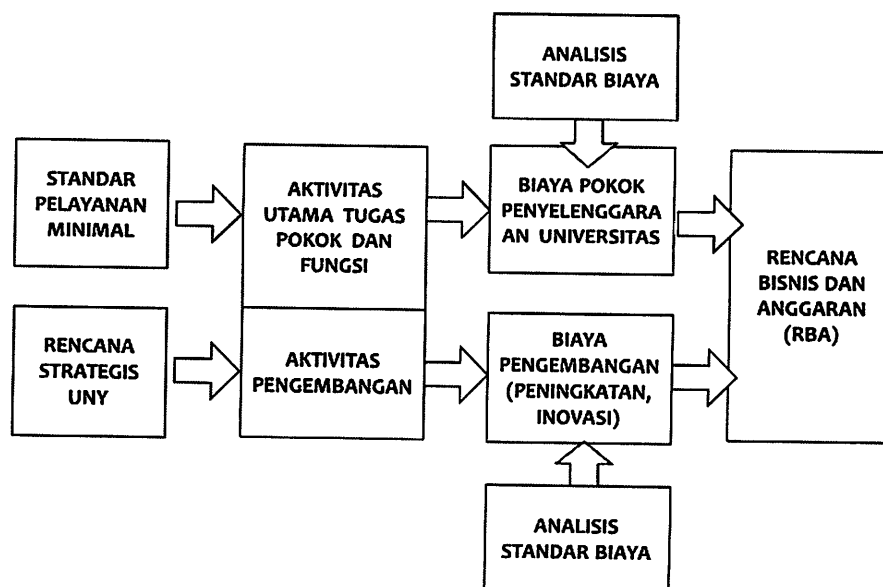 ANALISIS
STANDAR BIAYA
STANDAR
PELAYANAN
MINIMAL
AKTIVITAS
UTAMA TUGAS
POKOK DAN
FUNGSI
BIAYA POKOK
PENYELENGGARA
AN UNIVERSITAS
RENCANA
BISNIS DAN
ANGGARAN
(RBA)
RENCANA
STRATEGIS
UNY
AKTIVITAS
PENGEMBANGAN
BIAYA
PENGEMBANGAN
(PENINGKATAN,
INOVASI)
ANALISIS
STANDAR BIAYA